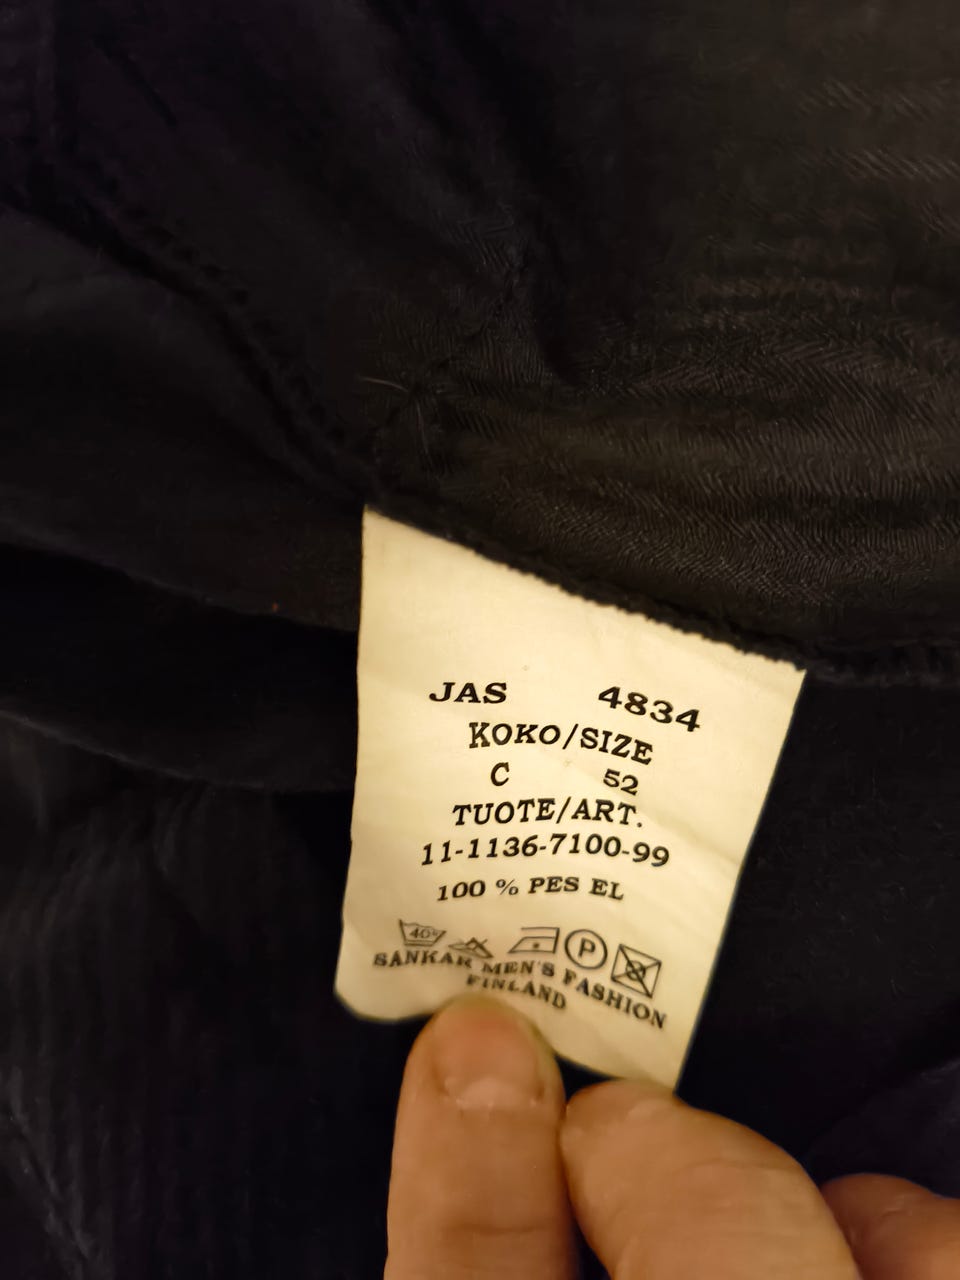 JAS 4834
KOKO/SIZE
C 52
TUOTE/ART.
11-1136-7100-99
100 % PES EL
40° P
SANKAR MEN'S FASHION
FINLAND